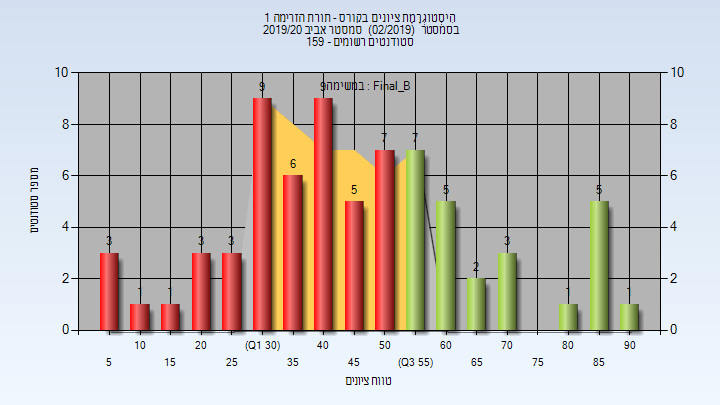 היסטוגרמת ציונים בקורס - תורת הזרימה 1
בסמסטר (02/2019) סמסטר אביב 2019/20
סטודנטים רשומים - 159
במשימה : Final_B
מספר סטודנטים
10 10
8 8
6 6
4 4
2 2
0 0
3 1 1 3 3 9 6 9 5 7 7 5 2 3 1 5 1
10 20 (Q1 30) 40 50 60 70 80 90
5 15 25 35 45 (Q3 55) 65 75 85
טווח ציונים